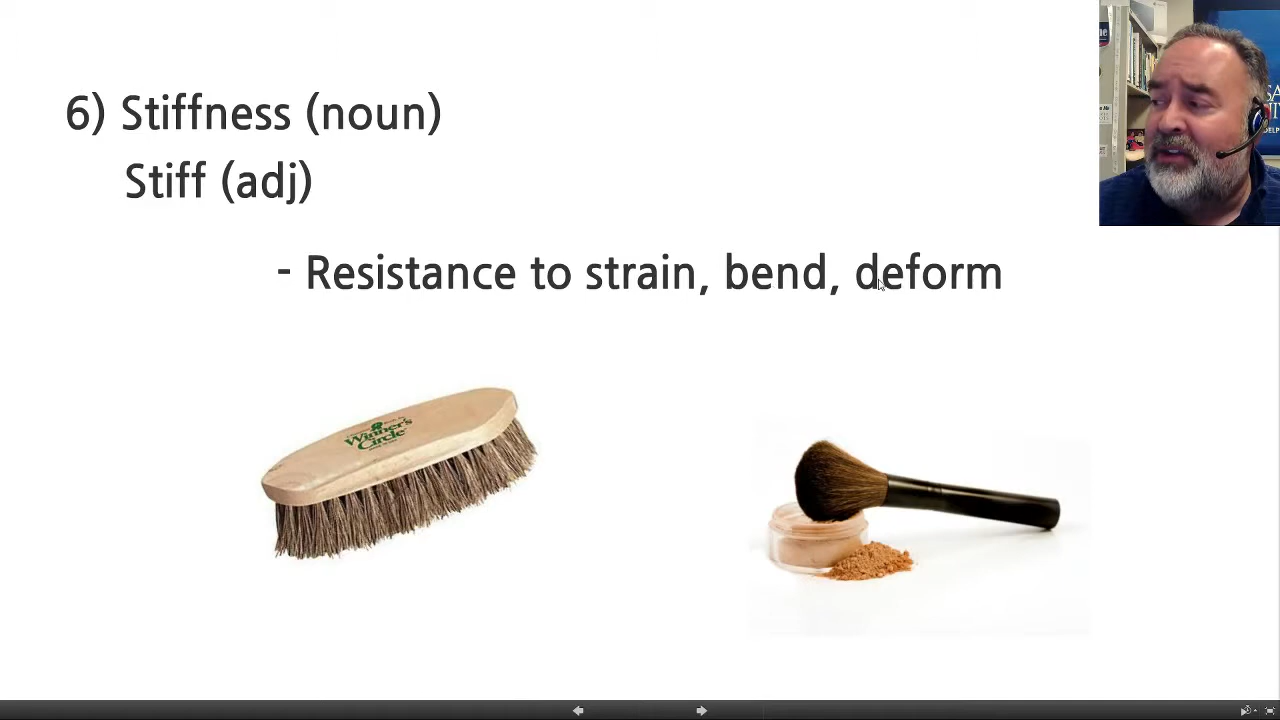 6) Stiffness (noun)
Stiff (adj)
- Resistance to strain, bend, deform
Winner's
Circle